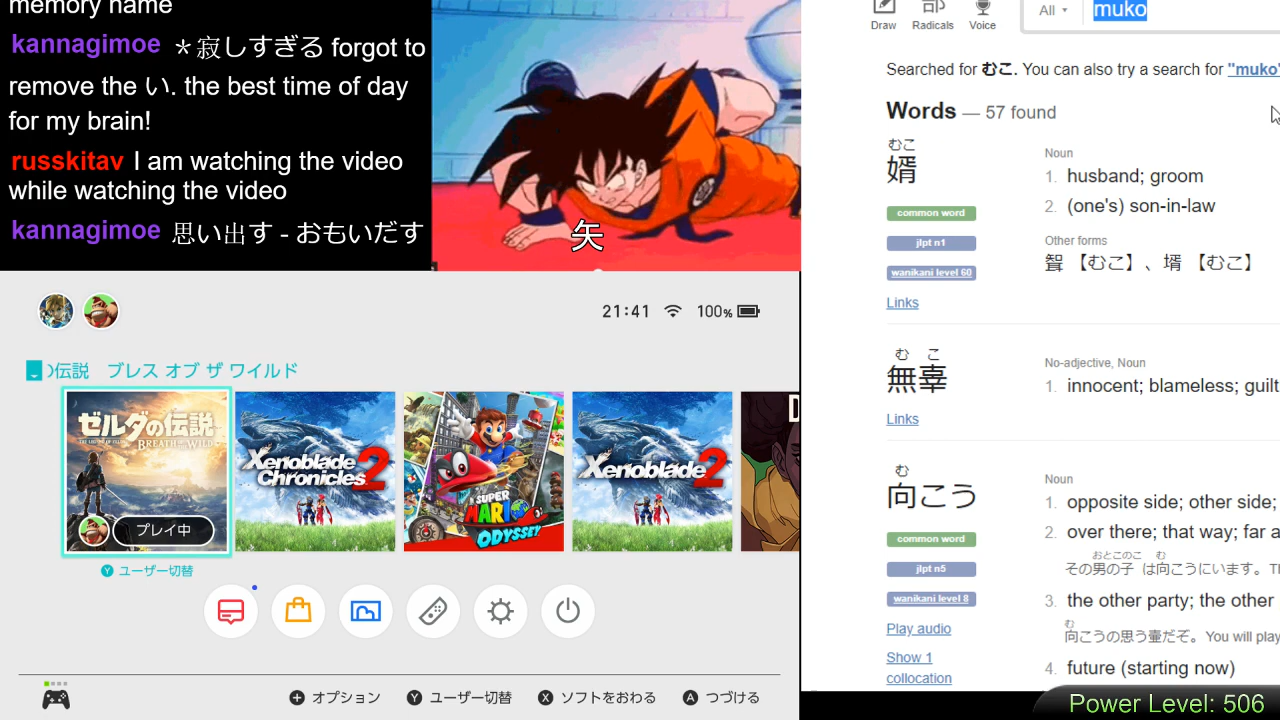 memory name
kannagimoe ＊寂しすぎる forgot to
remove the い. the best time of day
for my brain!
russkitav I am watching the video
while watching the video
kannagimoe 思い出す - おもいだす
矢
21:41
100%
伝説 ブレス オブ ザ ワイルド
ゼルダの伝説
BREATH OF THE WILD
プレイ中
Xenoblade
Chronicles 2
SUPER
MARIO
ODYSSEY
Xenoblade 2
D
Y ユーザー切替
+ オプション
Y ユーザー切替
X ソフトをおわる
A つづける
部
Draw
Radicals
Voice
All
muko
Searched for むこ. You can also try a search for "muko"
Words — 57 found
むこ
婿
common word
jlpt n1
wanikani level 60
Links
Noun
1. husband; groom
2. (one's) son-in-law
Other forms
聟 【むこ】、壻 【むこ】
む こ
無辜
Links
No-adjective, Noun
1. innocent; blameless; guilt
む
向こう
common word
jlpt n5
wanikani level 8
Play audio
Show 1
collocation
Noun
1. opposite side; other side;
2. over there; that way; far a
おとこのこ む
その男の子 は向こうにいます。
3. the other party; the other
む
向こうの思う壷だぞ。You will play
4. future (starting now)
Power Level: 506